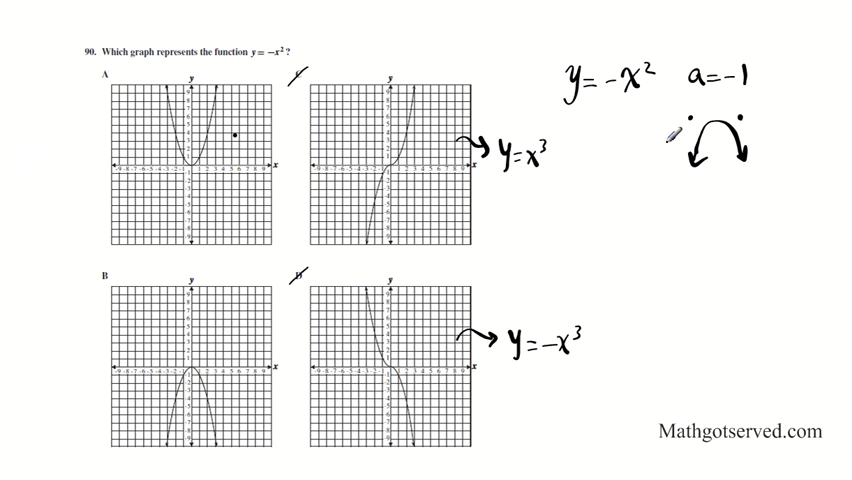 90. Which graph represents the function y = −x²?
A
C
y
y
x
x
y = -x² a = -1
y = x³
B
D
y
y
x
x
y = -x³
Mathgotserved.com